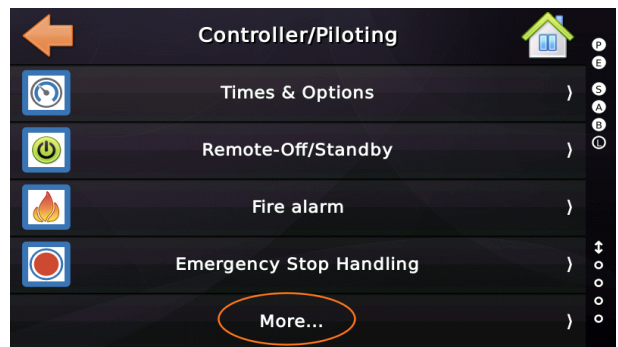 Controller/Piloting
Times & Options
Remote-Off/Standby
Fire alarm
Emergency Stop Handling
More...
P
E
S
A
B
L